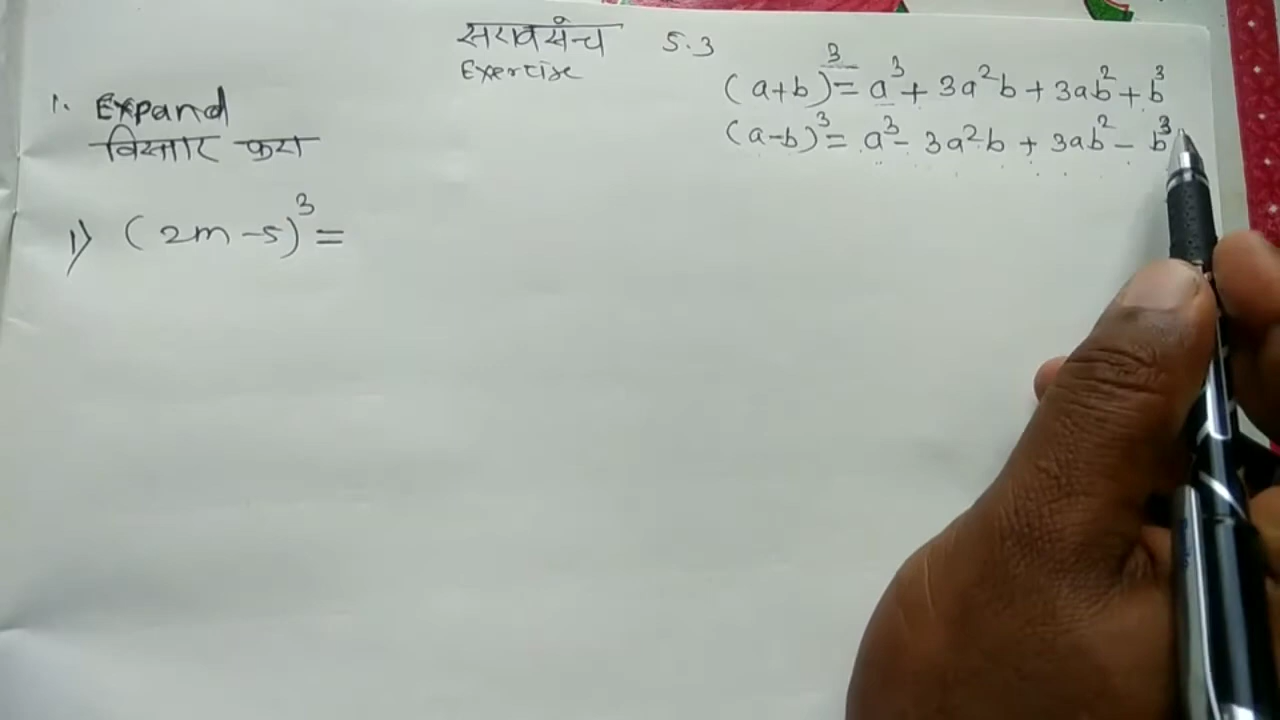 सरावसंच 5.3
Exercise
(a+b)³ = a³ + 3a²b + 3ab² + b³
(a-b)³ = a³ - 3a²b + 3ab² - b³
1. Expand
विस्तार करा
1) (2m-5)³ =